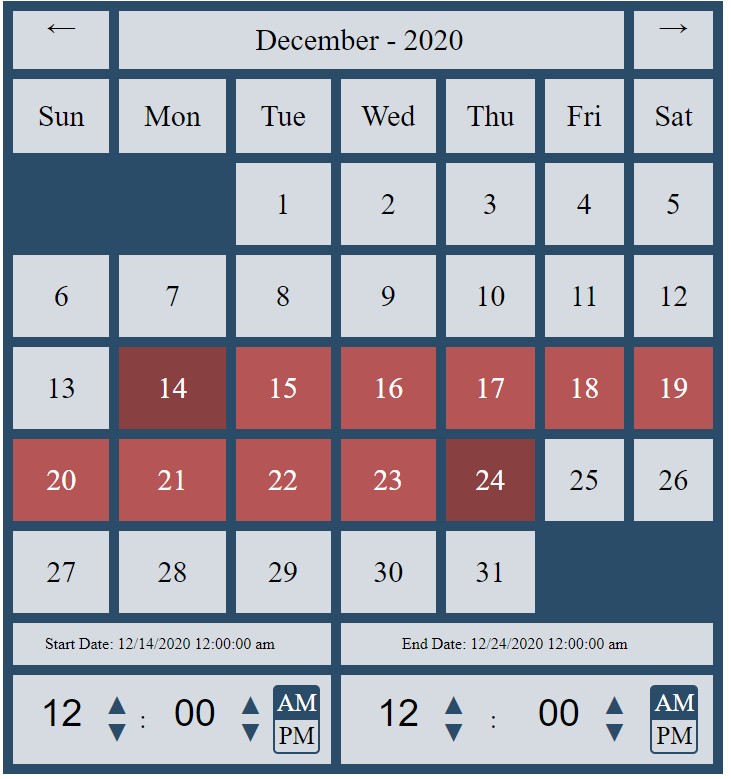 ← December - 2020 →
Sun Mon Tue Wed Thu Fri Sat
1 2 3 4 5
6 7 8 9 10 11 12
13 14 15 16 17 18 19
20 21 22 23 24 25 26
27 28 29 30 31
Start Date: 12/14/2020 12:00:00 am End Date: 12/24/2020 12:00:00 am
12 ▲ ▼ : 00 ▲ ▼ AM 12 ▲ ▼ : 00 ▲ ▼ AM
PM PM